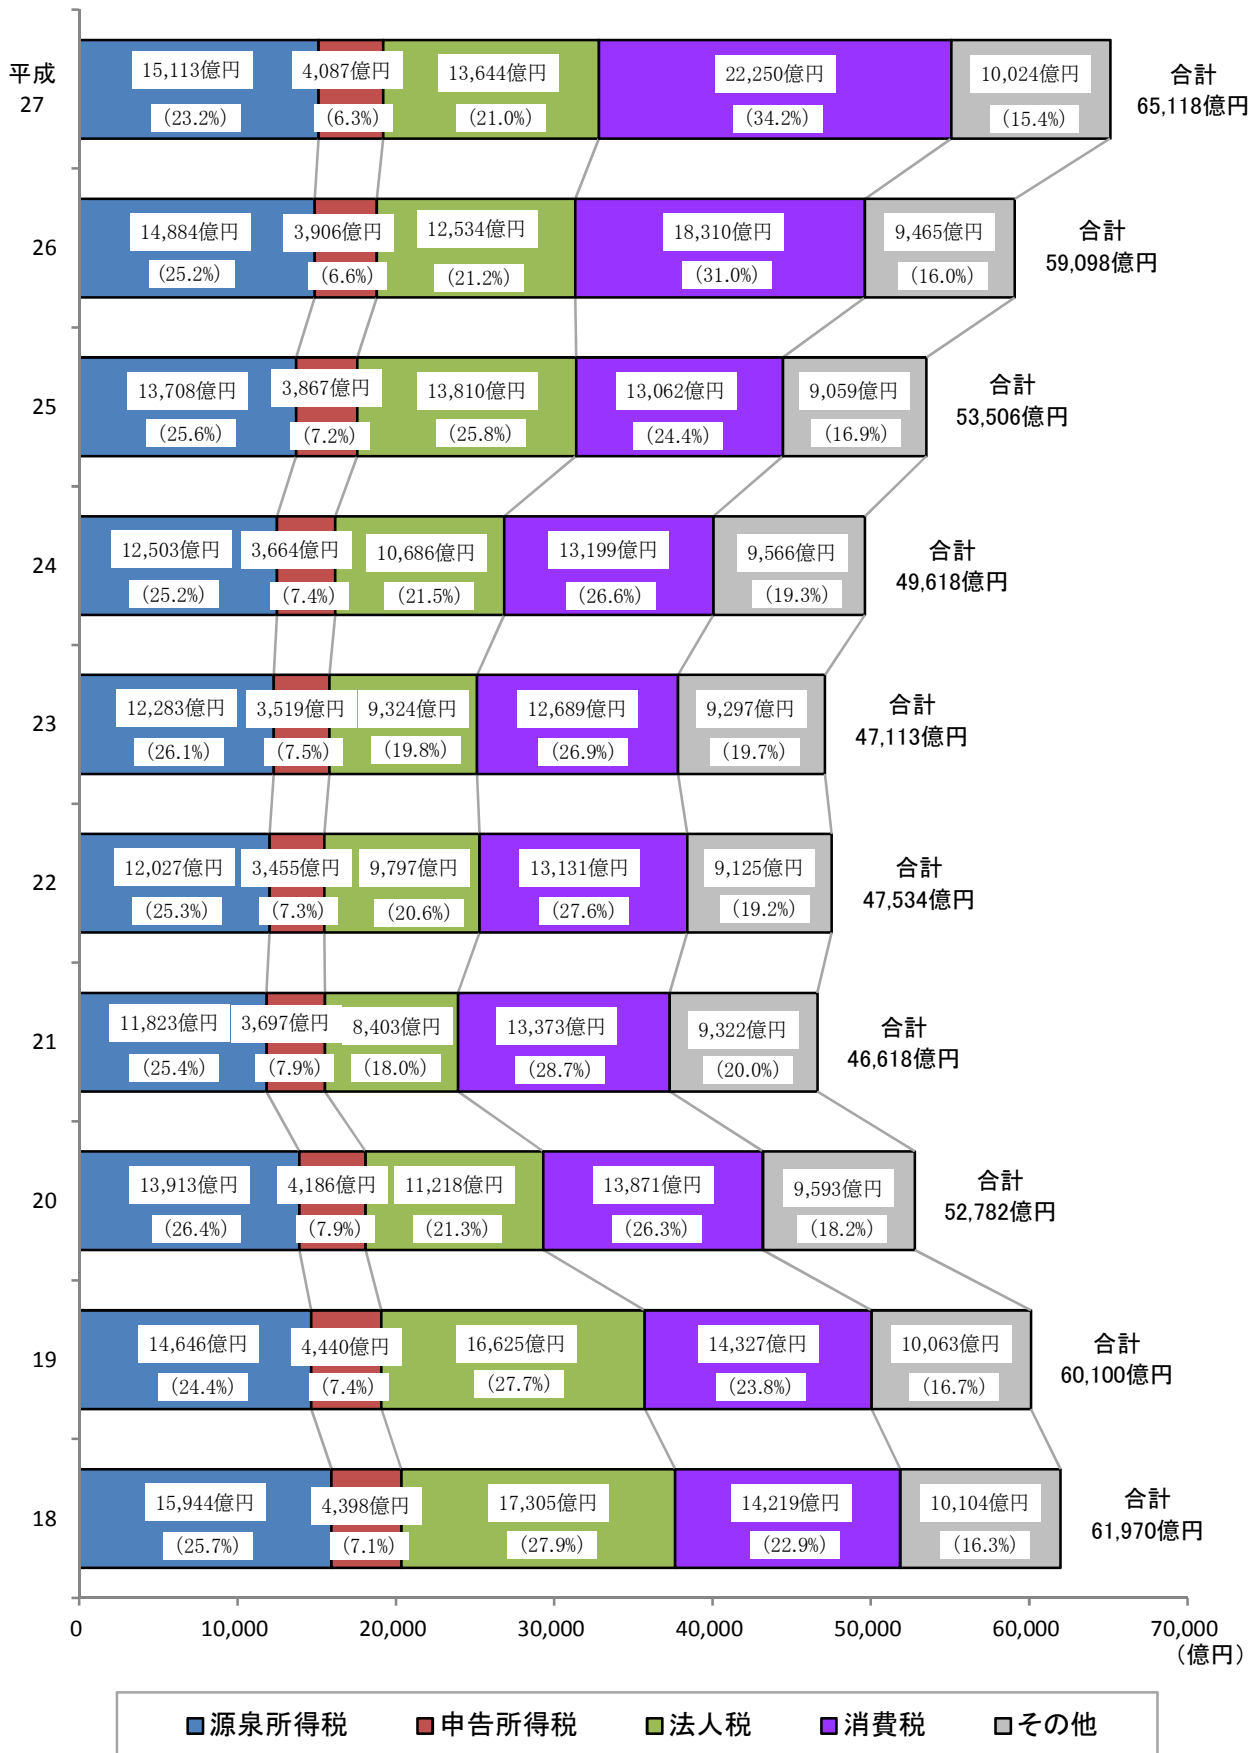 平成
27
15,113億円
4,087億円
13,644億円
22,250億円
10,024億円
合計
65,118億円
(23.2%)
(6.3%)
(21.0%)
(34.2%)
(15.4%)
26
14,884億円
3,906億円
12,534億円
18,310億円
9,465億円
合計
59,098億円
(25.2%)
(6.6%)
(21.2%)
(31.0%)
(16.0%)
25
13,708億円
3,867億円
13,810億円
13,062億円
9,059億円
合計
53,506億円
(25.6%)
(7.2%)
(25.8%)
(24.4%)
(16.9%)
24
12,503億円
3,664億円
10,686億円
13,199億円
9,566億円
合計
49,618億円
(25.2%)
(7.4%)
(21.5%)
(26.6%)
(19.3%)
23
12,283億円
3,519億円
9,324億円
12,689億円
9,297億円
合計
47,113億円
(26.1%)
(7.5%)
(19.8%)
(26.9%)
(19.7%)
22
12,027億円
3,455億円
9,797億円
13,131億円
9,125億円
合計
47,534億円
(25.3%)
(7.3%)
(20.6%)
(27.6%)
(19.2%)
21
11,823億円
3,697億円
8,403億円
13,373億円
9,322億円
合計
46,618億円
(25.4%)
(7.9%)
(18.0%)
(28.7%)
(20.0%)
20
13,913億円
4,186億円
11,218億円
13,871億円
9,593億円
合計
52,782億円
(26.4%)
(7.9%)
(21.3%)
(26.3%)
(18.2%)
19
14,646億円
4,440億円
16,625億円
14,327億円
10,063億円
合計
60,100億円
(24.4%)
(7.4%)
(27.7%)
(23.8%)
(16.7%)
18
15,944億円
4,398億円
17,305億円
14,219億円
10,104億円
合計
61,970億円
(25.7%)
(7.1%)
(27.9%)
(22.9%)
(16.3%)
0 10,000 20,000 30,000 40,000 50,000 60,000 70,000
(億円)
源泉所得税 申告所得税 法人税 消費税 その他